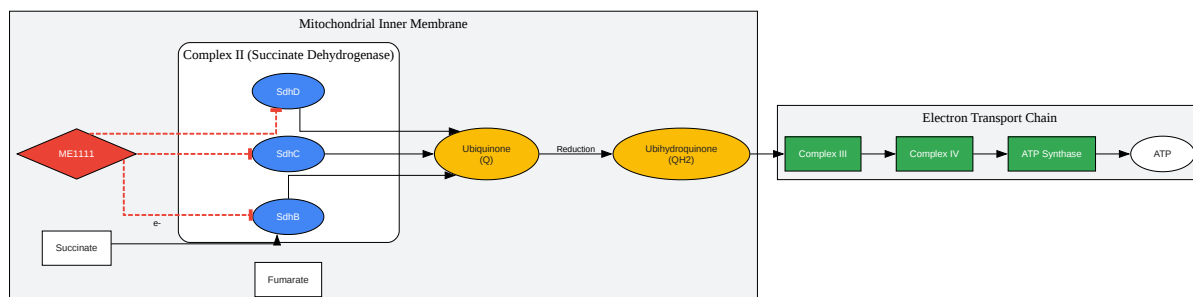 Mitochondrial Inner Membrane
Complex II (Succinate Dehydrogenase)
SdhD
ME1111
SdhC
SdhB
e-
Succinate
Fumarate
Ubiquinone
(Q)
Reduction
Ubihydroquinone
(QH2)
Electron Transport Chain
Complex III
Complex IV
ATP Synthase
ATP